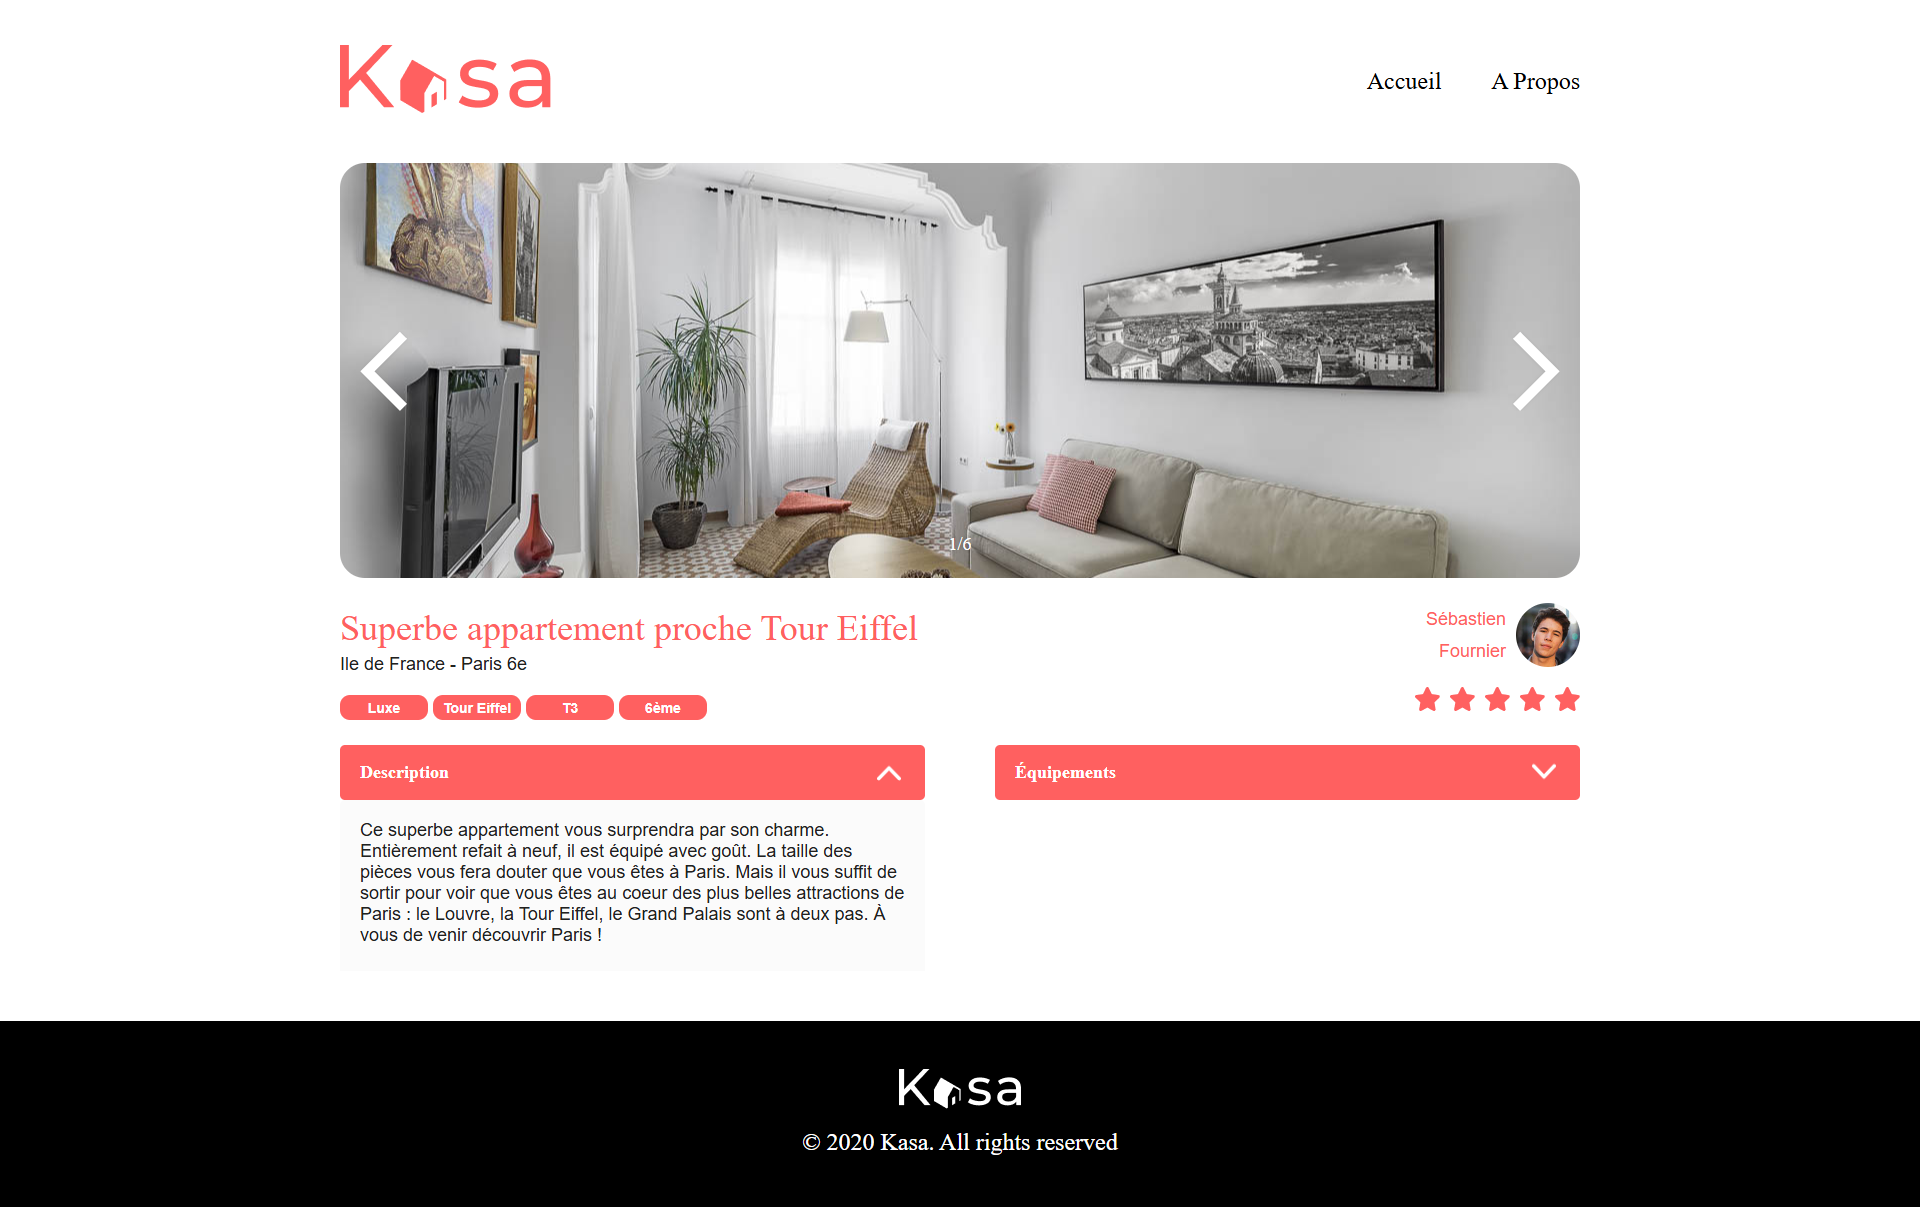 Kasa
Accueil
A Propos
1/6
Superbe appartement proche Tour Eiffel
Ile de France - Paris 6e
Sébastien
Fournier
Luxe
Tour Eiffel
T3
6ème
Description
Ce superbe appartement vous surprendra par son charme.
Entièrement refait à neuf, il est équipé avec goût. La taille des
pièces vous fera douter que vous êtes à Paris. Mais il vous suffit de
sortir pour voir que vous êtes au coeur des plus belles attractions de
Paris : le Louvre, la Tour Eiffel, le Grand Palais sont à deux pas. À
vous de venir découvrir Paris !
Équipements
Kasa
© 2020 Kasa. All rights reserved